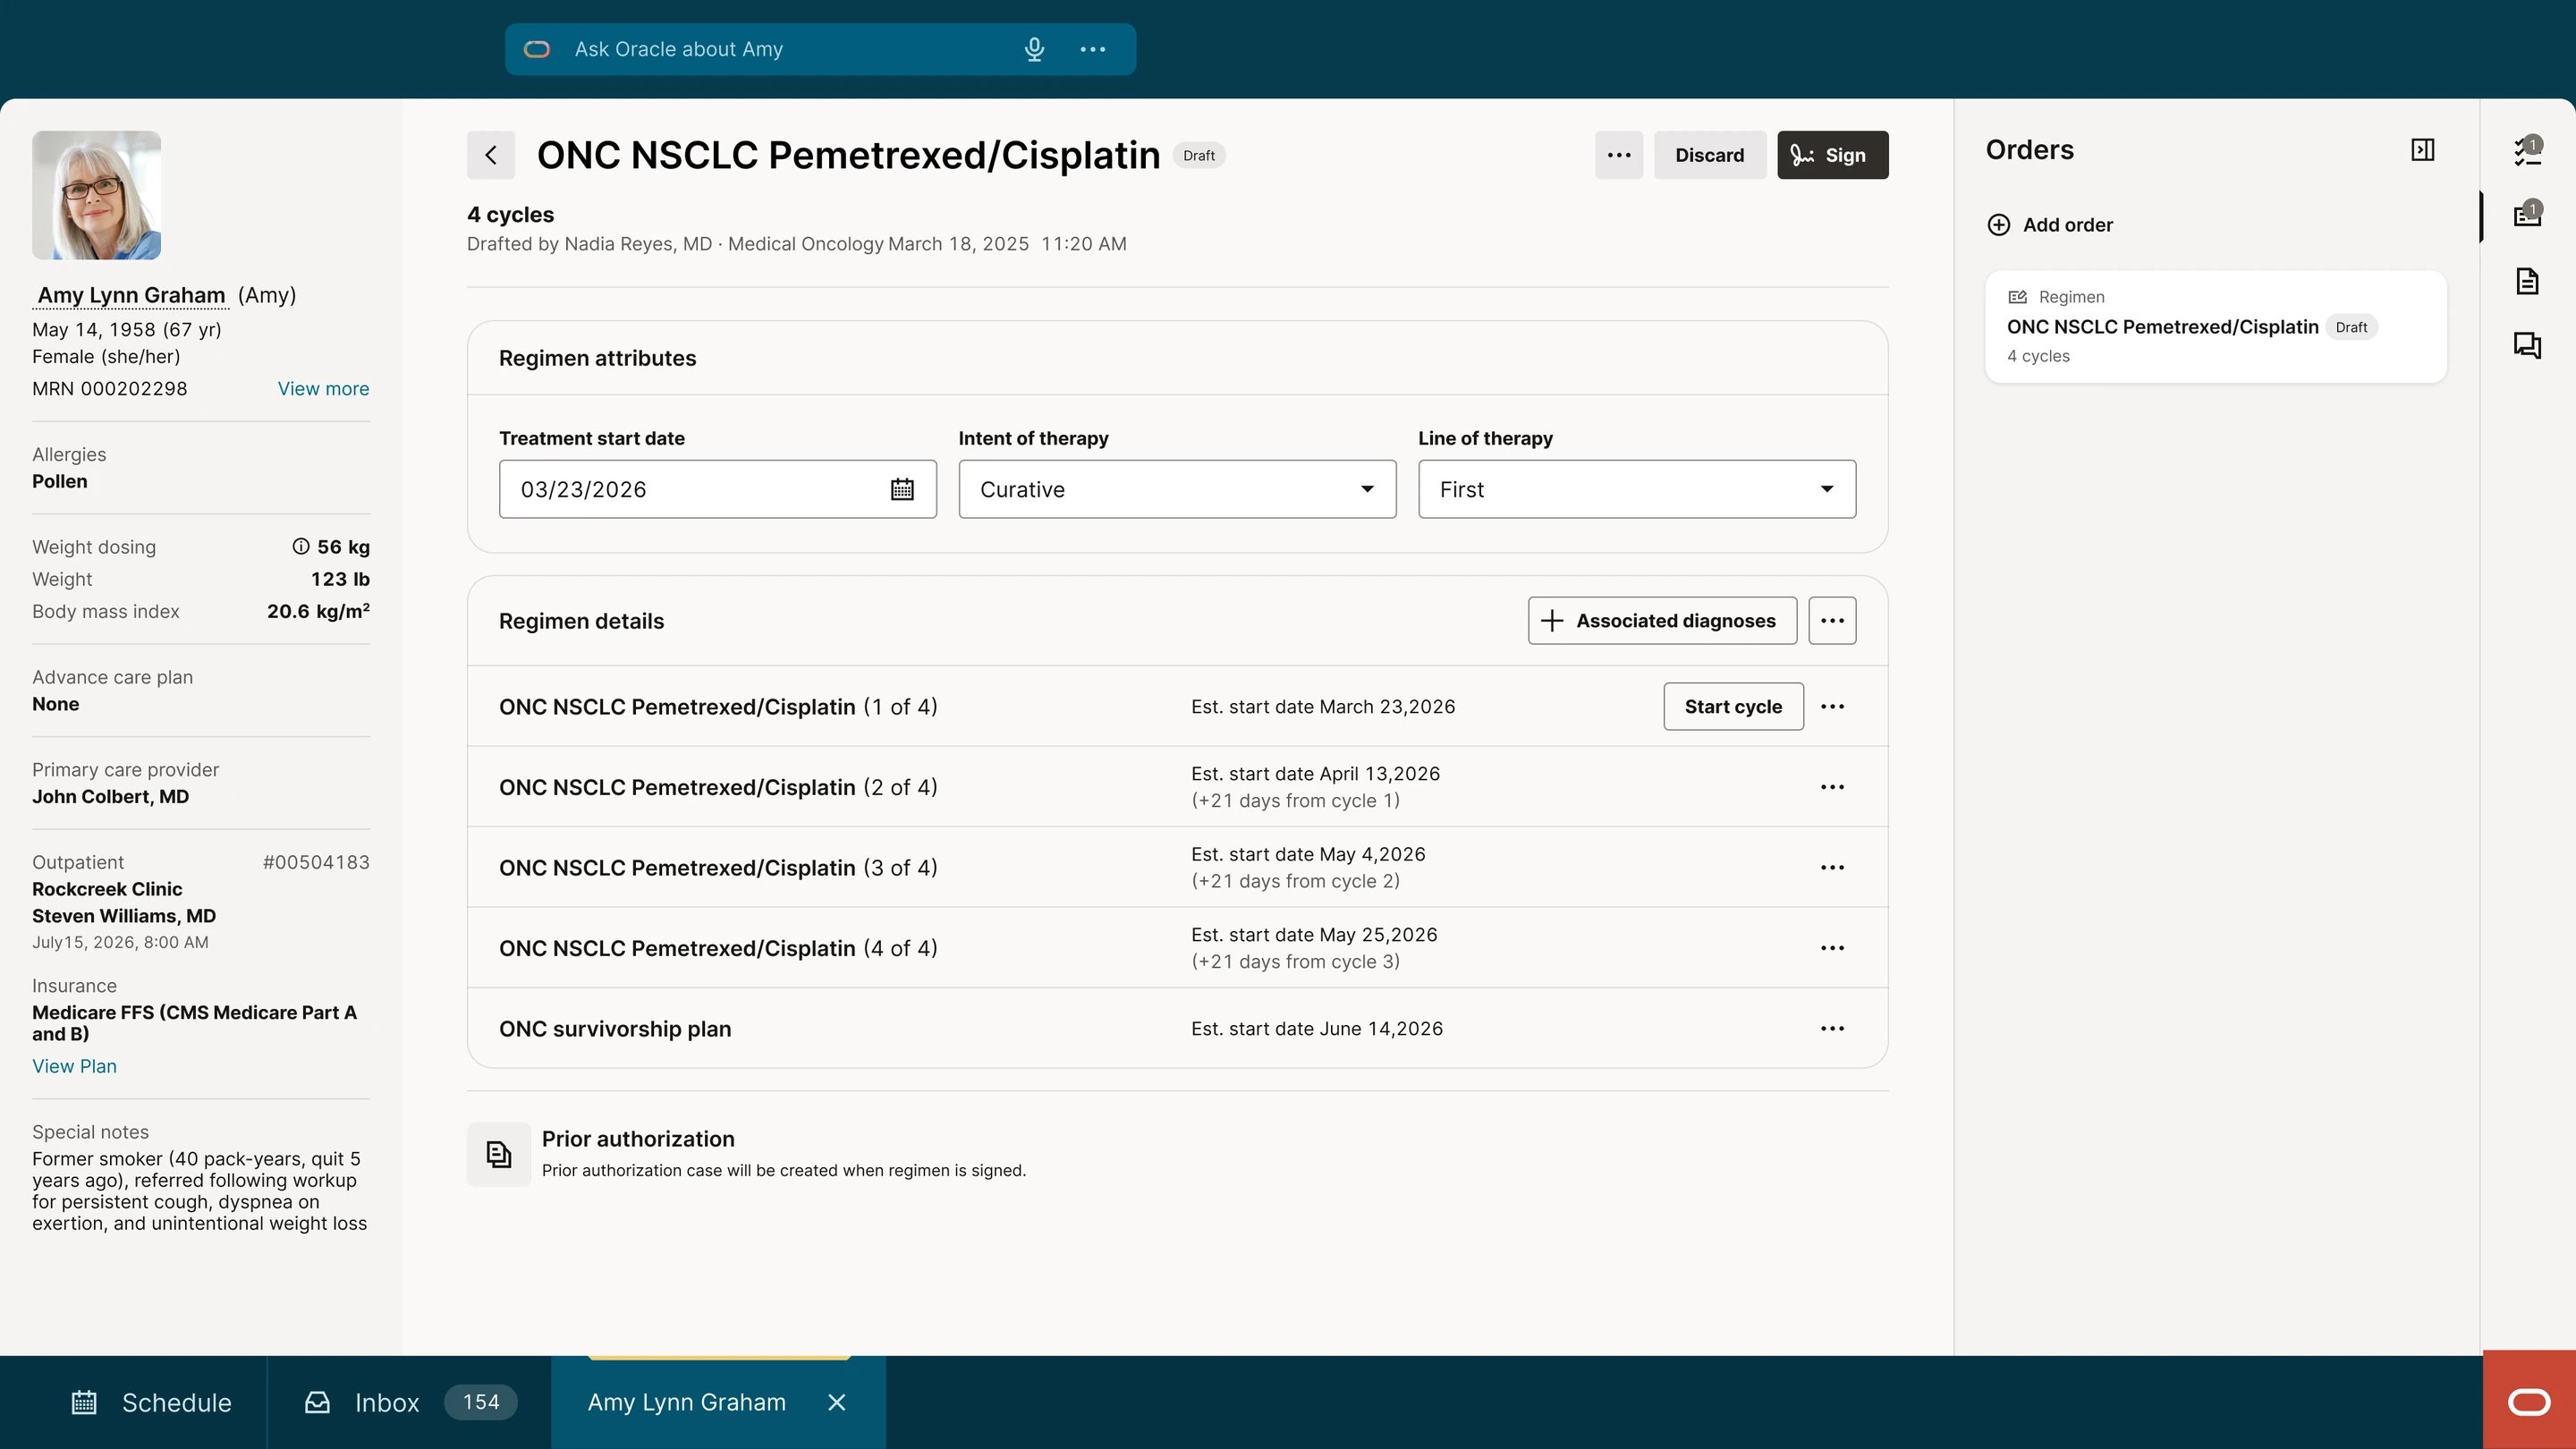 Ask Oracle about Amy
Amy Lynn Graham (Amy)
May 14, 1958 (67 yr)
Female (she/her)
MRN 000202298 View more
Allergies
Pollen
Weight dosing 56 kg
Weight 123 lb
Body mass index 20.6 kg/m²
Advance care plan
None
Primary care provider
John Colbert, MD
Outpatient #00504183
Rockcreek Clinic
Steven Williams, MD
July15, 2026, 8:00 AM
Insurance
Medicare FFS (CMS Medicare Part A
and B)
View Plan
Special notes
Former smoker (40 pack-years, quit 5
years ago), referred following workup
for persistent cough, dyspnea on
exertion, and unintentional weight loss
ONC NSCLC Pemetrexed/Cisplatin Draft
Discard Sign
4 cycles
Drafted by Nadia Reyes, MD · Medical Oncology March 18, 2025 11:20 AM
Regimen attributes
Treatment start date Intent of therapy Line of therapy
03/23/2026 Curative First
Regimen details Associated diagnoses
ONC NSCLC Pemetrexed/Cisplatin (1 of 4) Est. start date March 23,2026 Start cycle
ONC NSCLC Pemetrexed/Cisplatin (2 of 4) Est. start date April 13,2026
(+21 days from cycle 1)
ONC NSCLC Pemetrexed/Cisplatin (3 of 4) Est. start date May 4,2026
(+21 days from cycle 2)
ONC NSCLC Pemetrexed/Cisplatin (4 of 4) Est. start date May 25,2026
(+21 days from cycle 3)
ONC survivorship plan Est. start date June 14,2026
Prior authorization
Prior authorization case will be created when regimen is signed.
Orders
Add order
Regimen
ONC NSCLC Pemetrexed/Cisplatin Draft
4 cycles
1
1
Schedule Inbox 154 Amy Lynn Graham